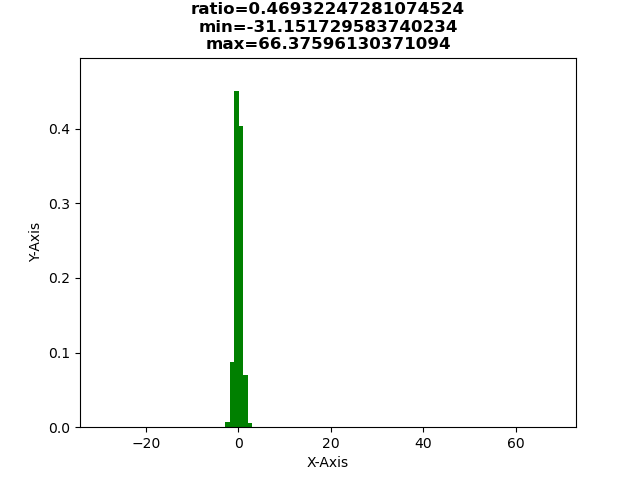 ratio=0.46932247281074524
min=-31.151729583740234
max=66.37596130371094
0.4
0.3
Y-Axis
0.2
0.1
0.0
−20
0
20
40
60
X-Axis